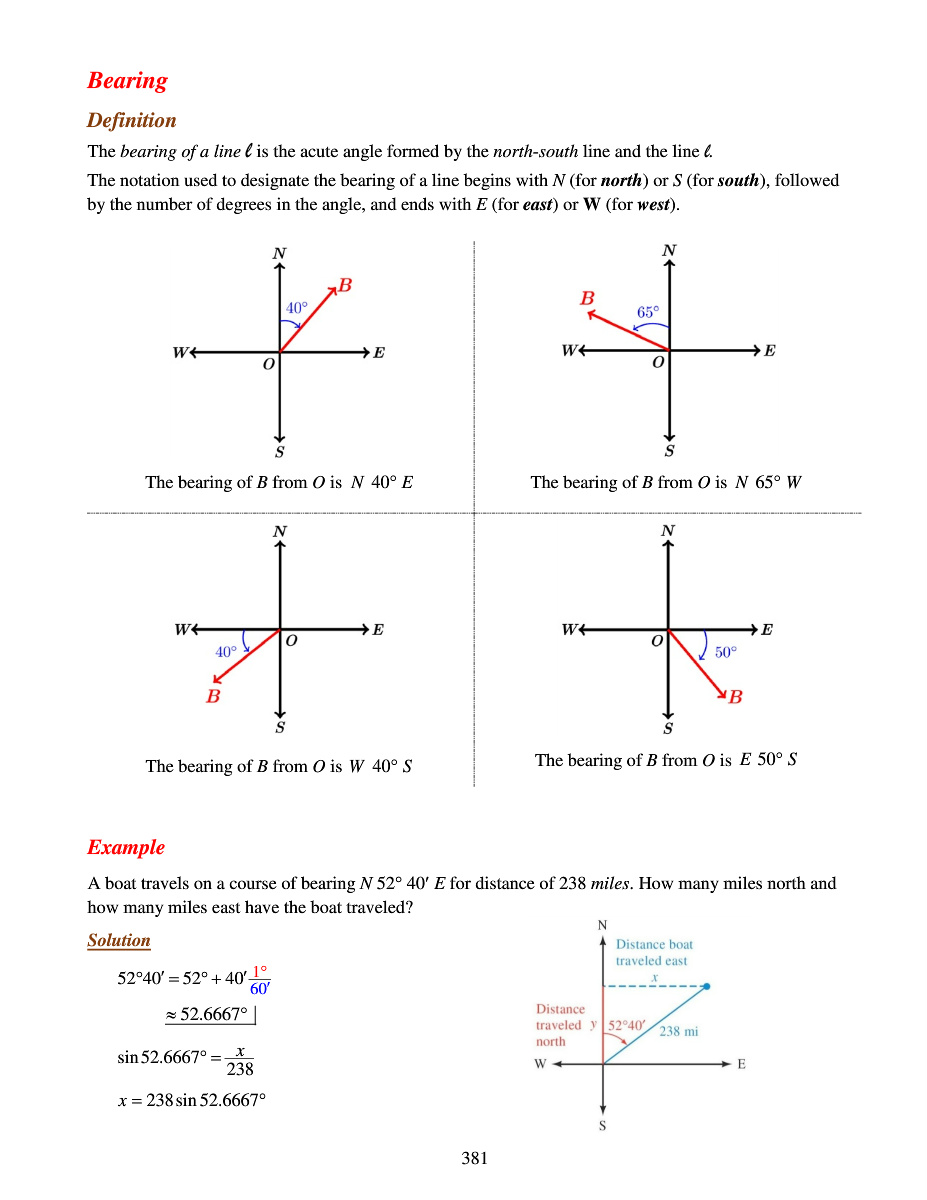 Bearing
Definition
The bearing of a line ℓ is the acute angle formed by the north-south line and the line ℓ.
The notation used to designate the bearing of a line begins with N (for north) or S (for south), followed
by the number of degrees in the angle, and ends with E (for east) or W (for west).
N
B
40°
W
E
O
S
The bearing of B from O is N 40° E
N
B
65°
W
E
O
S
The bearing of B from O is N 65° W
N
W
E
O
40°
B
S
The bearing of B from O is W 40° S
N
W
E
O
50°
B
S
The bearing of B from O is E 50° S
Example
A boat travels on a course of bearing N 52° 40′ E for distance of 238 miles. How many miles north and
how many miles east have the boat traveled?
Solution
52°40′ = 52° + 40′ 1°/60′
≈ 52.6667°
sin 52.6667° = x/238
x = 238 sin 52.6667°
N
Distance boat
traveled east
x
Distance
traveled y 52°40′ 238 mi
north
W
E
S
381